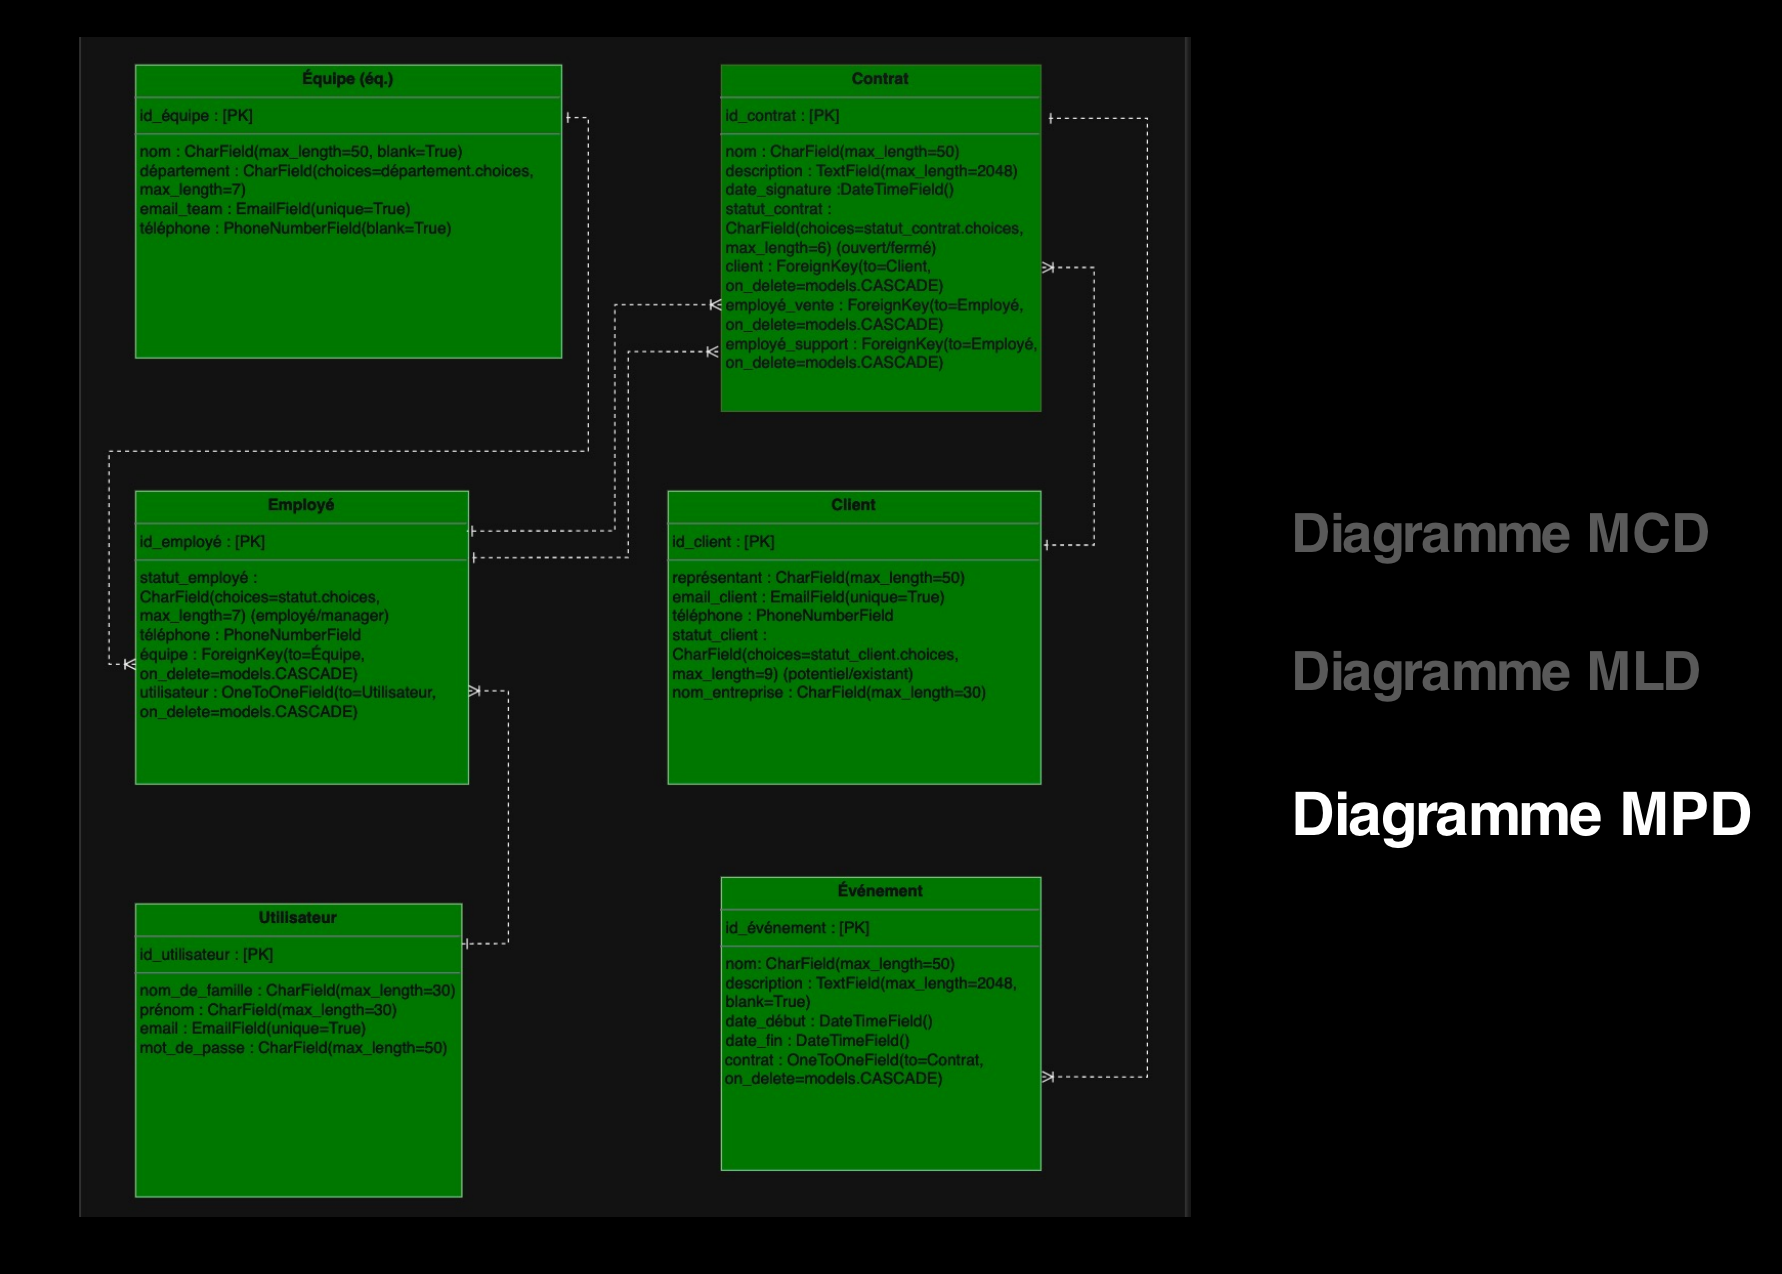 Équipe (éq.)
id_équipe : [PK]
nom : CharField(max_length=50, blank=True)
département : CharField(choices=département.choices,
max_length=7)
email_team : EmailField(unique=True)
téléphone : PhoneNumberField(blank=True)
Contrat
id_contrat : [PK]
nom : CharField(max_length=50)
description : TextField(max_length=2048)
date_signature :DateTimeField()
statut_contrat :
CharField(choices=statut_contrat.choices,
max_length=6) (ouvert/fermé)
client : ForeignKey(to=Client,
on_delete=models.CASCADE)
employé_vente : ForeignKey(to=Employé,
on_delete=models.CASCADE)
employé_support : ForeignKey(to=Employé,
on_delete=models.CASCADE)
Employé
id_employé : [PK]
statut_employé :
CharField(choices=statut.choices,
max_length=7) (employé/manager)
téléphone : PhoneNumberField
équipe : ForeignKey(to=Équipe,
on_delete=models.CASCADE)
utilisateur : OneToOneField(to=Utilisateur,
on_delete=models.CASCADE)
Client
id_client : [PK]
représentant : CharField(max_length=50)
email_client : EmailField(unique=True)
téléphone : PhoneNumberField
statut_client :
CharField(choices=statut_client.choices,
max_length=9) (potentiel/existant)
nom_entreprise : CharField(max_length=30)
Utilisateur
id_utilisateur : [PK]
nom_de_famille : CharField(max_length=30)
prénom : CharField(max_length=30)
email : EmailField(unique=True)
mot_de_passe : CharField(max_length=50)
Événement
id_événement : [PK]
nom: CharField(max_length=50)
description : TextField(max_length=2048,
blank=True)
date_début : DateTimeField()
date_fin : DateTimeField()
contrat : OneToOneField(to=Contrat,
on_delete=models.CASCADE)
Diagramme MCD
Diagramme MLD
Diagramme MPD